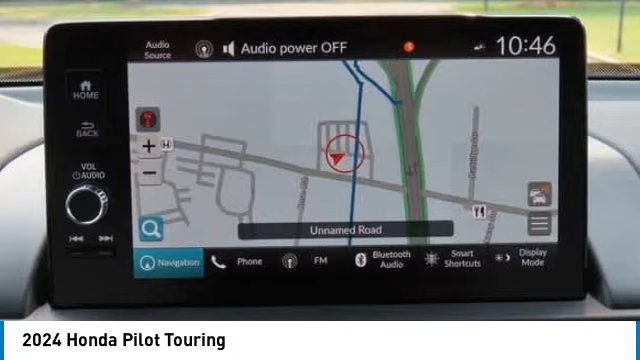 Audio Source
Audio power OFF
10:46
HOME
BACK
VOL
AUDIO
N
+
H
−
Unnamed Road
Navigation
Phone
FM
Bluetooth Audio
Smart Shortcuts
Display Mode
2024 Honda Pilot Touring